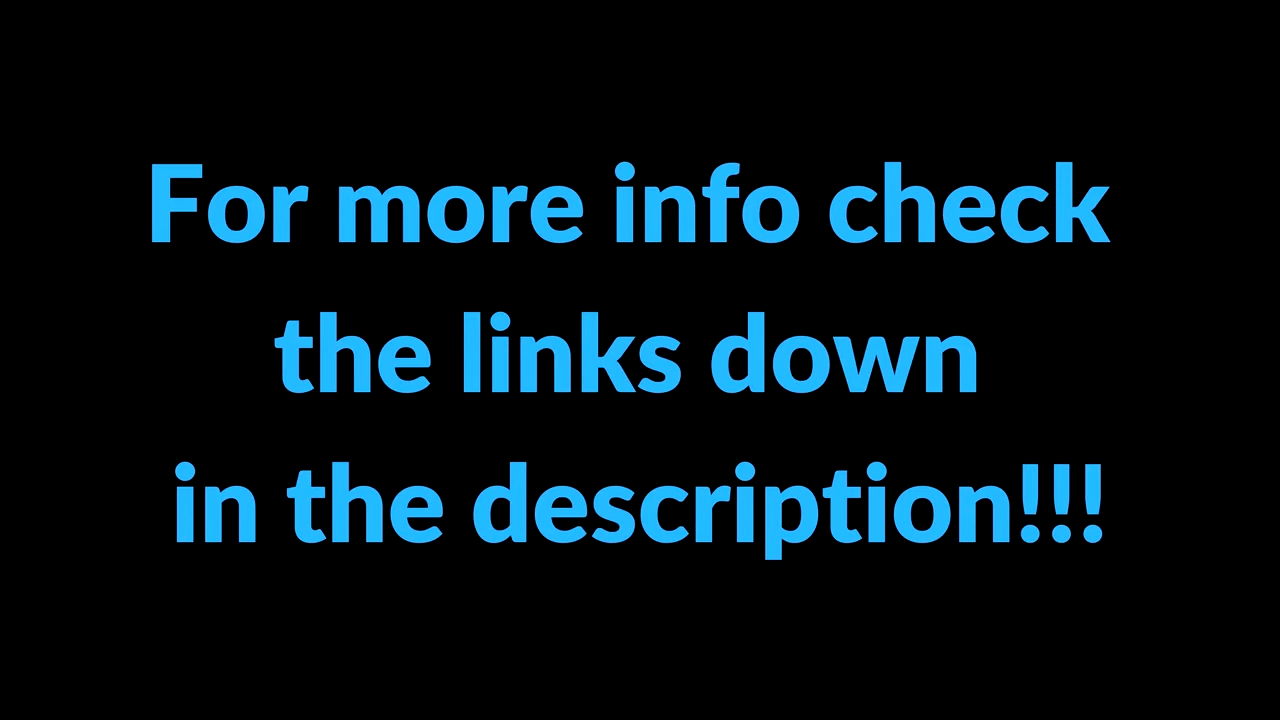 For more info check
the links down
in the description!!!